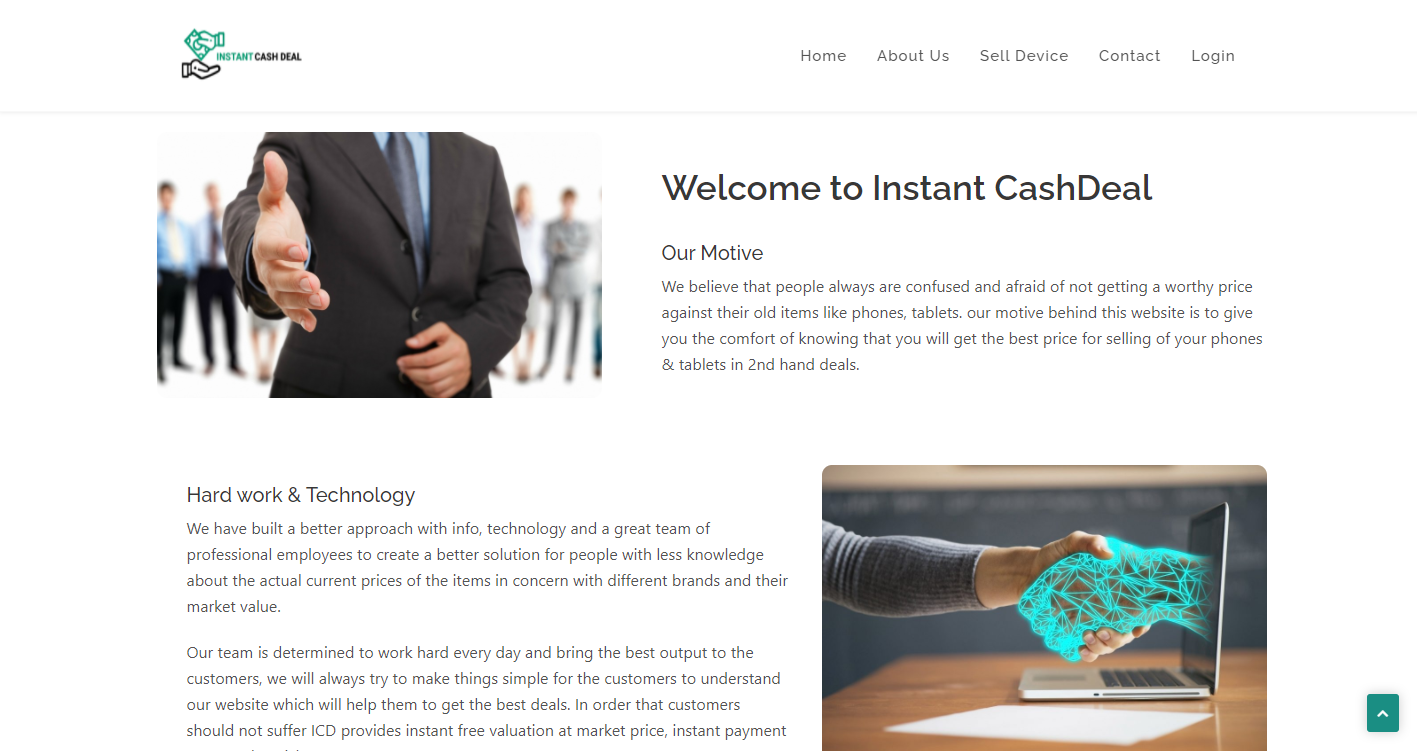 INSTANT CASH DEAL
Home About Us Sell Device Contact Login
Welcome to Instant CashDeal
Our Motive
We believe that people always are confused and afraid of not getting a worthy price
against their old items like phones, tablets. our motive behind this website is to give
you the comfort of knowing that you will get the best price for selling of your phones
& tablets in 2nd hand deals.
Hard work & Technology
We have built a better approach with info, technology and a great team of
professional employees to create a better solution for people with less knowledge
about the actual current prices of the items in concern with different brands and their
market value.
Our team is determined to work hard every day and bring the best output to the
customers, we will always try to make things simple for the customers to understand
our website which will help them to get the best deals. In order that customers
should not suffer ICD provides instant free valuation at market price, instant payment